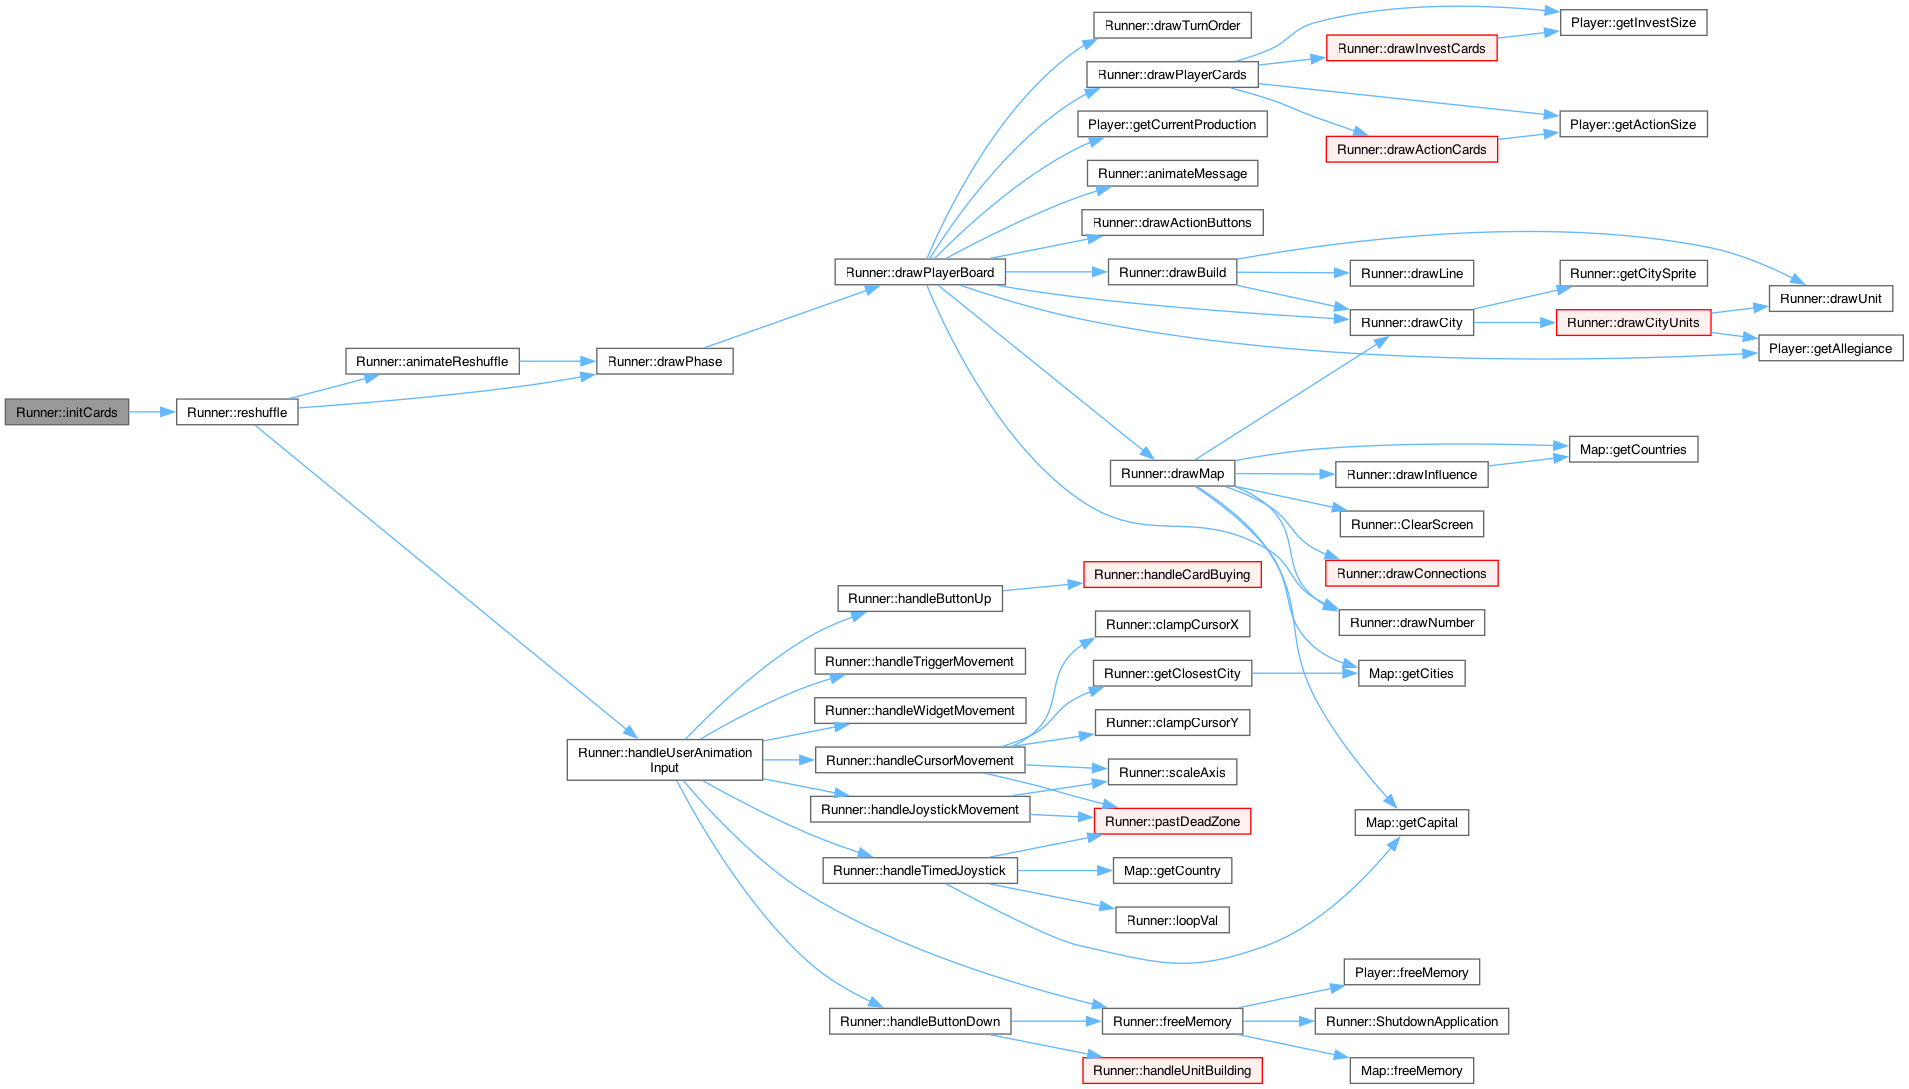 Runner::initCards
Runner::reshuffle
Runner::animateReshuffle
Runner::drawPhase
Runner::handleUserAnimation
Input
Runner::drawPlayerBoard
Runner::handleButtonUp
Runner::handleTriggerMovement
Runner::handleWidgetMovement
Runner::handleCursorMovement
Runner::handleJoystickMovement
Runner::handleTimedJoystick
Runner::handleButtonDown
Runner::drawTurnOrder
Runner::drawPlayerCards
Player::getCurrentProduction
Runner::animateMessage
Runner::drawActionButtons
Runner::drawBuild
Runner::drawMap
Runner::handleCardBuying
Runner::clampCursorX
Runner::getClosestCity
Runner::clampCursorY
Runner::scaleAxis
Runner::pastDeadZone
Map::getCountry
Runner::loopVal
Runner::freeMemory
Runner::handleUnitBuilding
Runner::drawInvestCards
Runner::drawActionCards
Runner::drawLine
Runner::drawCity
Runner::drawInfluence
Runner::ClearScreen
Runner::drawConnections
Runner::drawNumber
Map::getCities
Map::getCapital
Player::freeMemory
Runner::ShutdownApplication
Map::freeMemory
Player::getInvestSize
Player::getActionSize
Runner::getCitySprite
Runner::drawCityUnits
Map::getCountries
Runner::drawUnit
Player::getAllegiance